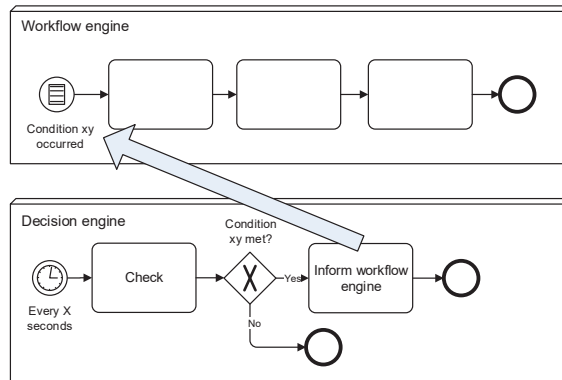 Workflow engine
Condition xy
occurred
Decision engine
Condition
xy met?
Every X
seconds
Check
Yes
No
Inform workflow
engine